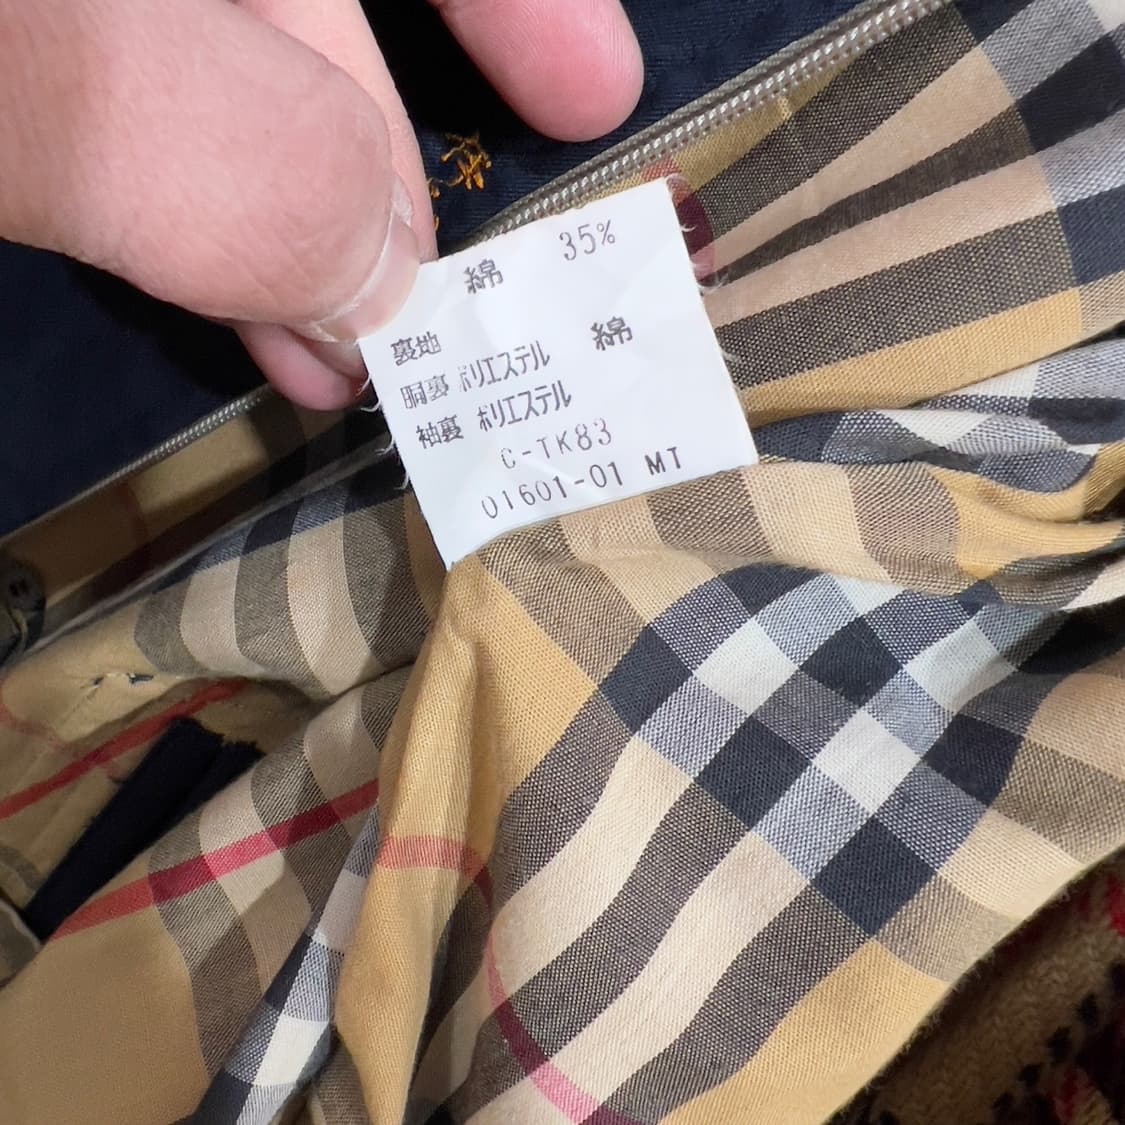 綿 35%
裏地 綿
胴裏 ポリエステル
袖裏 ポリエステル
C-TK83
01601-01 MT